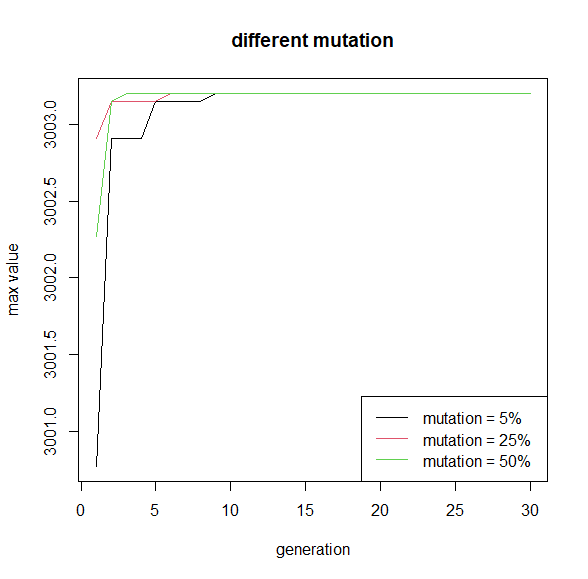 different mutation
max value
3003.0
3002.5
3002.0
3001.5
3001.0
mutation = 5%
mutation = 25%
mutation = 50%
0 5 10 15 20 25 30
generation